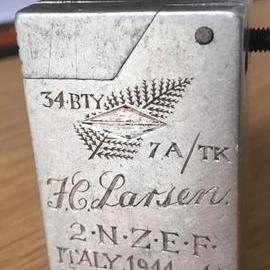 34·BTY.
7A/TK
H.C. Larsen.
2·N·Z·E·F·
ITALY 1944